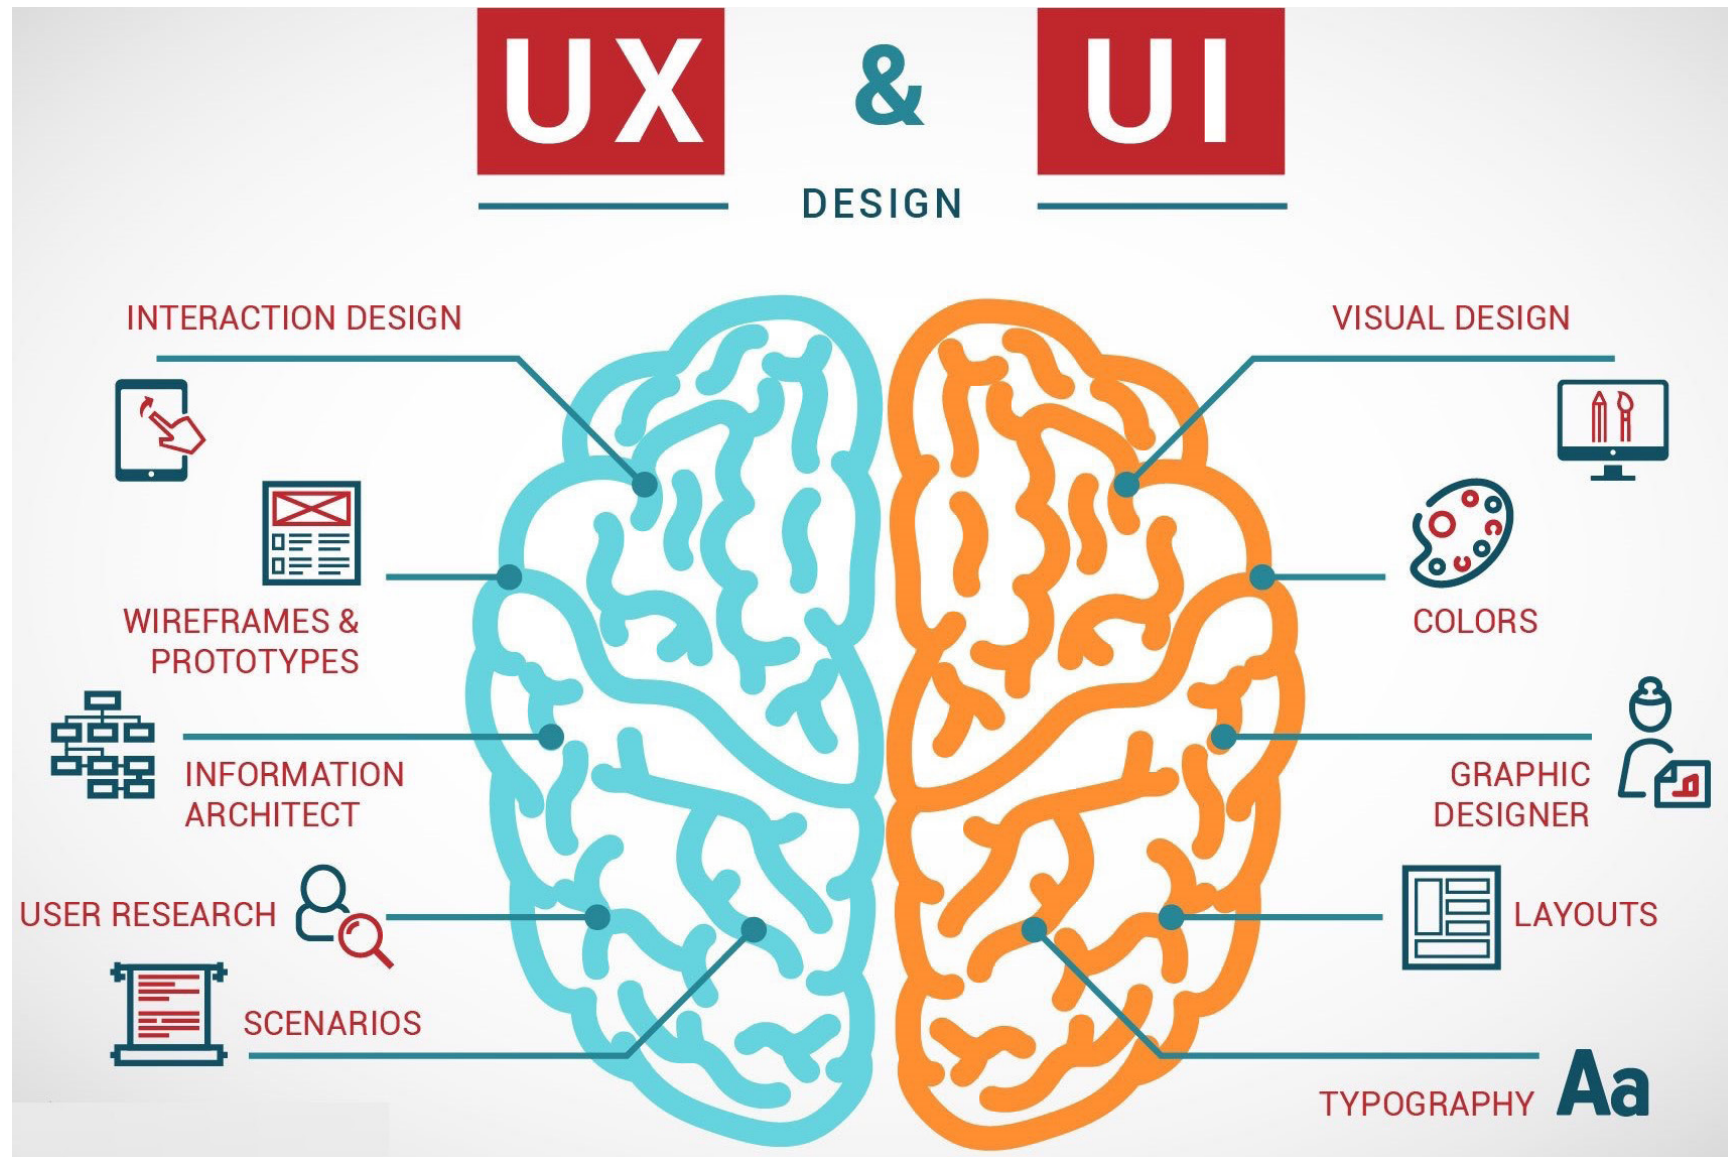 UX & UI
DESIGN
INTERACTION DESIGN
WIREFRAMES &
PROTOTYPES
INFORMATION
ARCHITECT
USER RESEARCH
SCENARIOS
VISUAL DESIGN
COLORS
GRAPHIC
DESIGNER
LAYOUTS
TYPOGRAPHY Aa